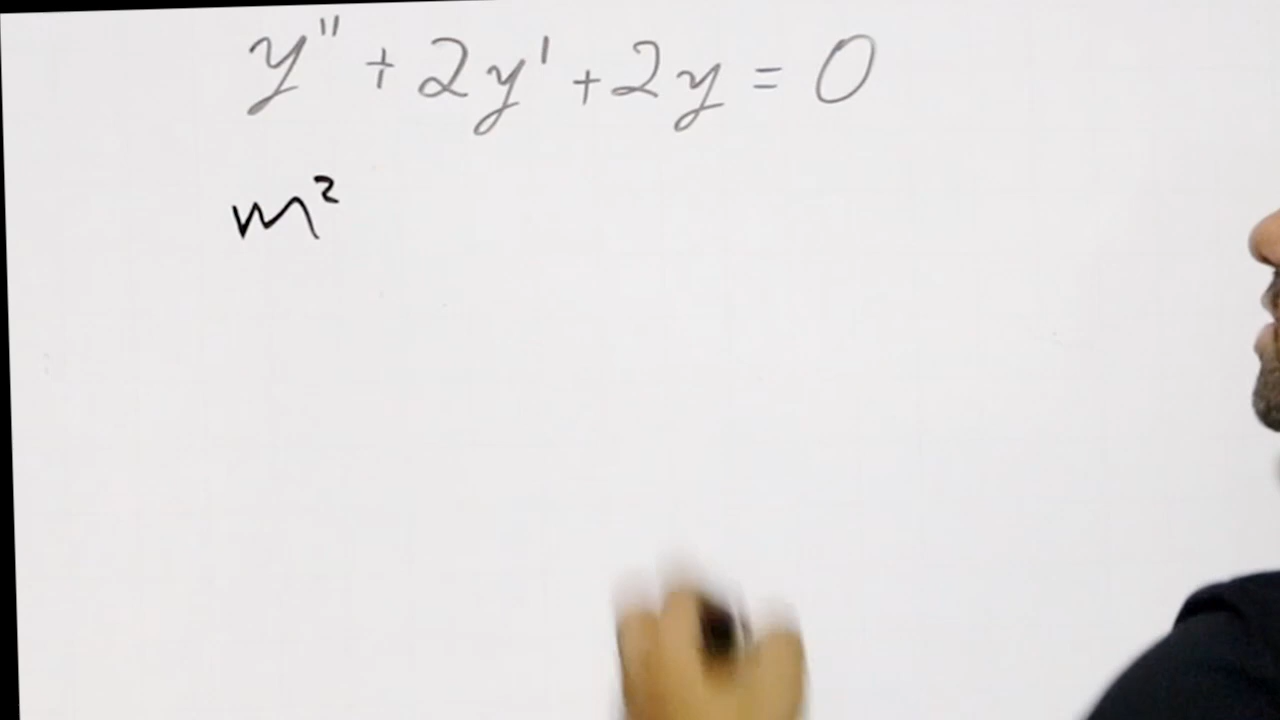 y'' + 2y' + 2y = 0
m²